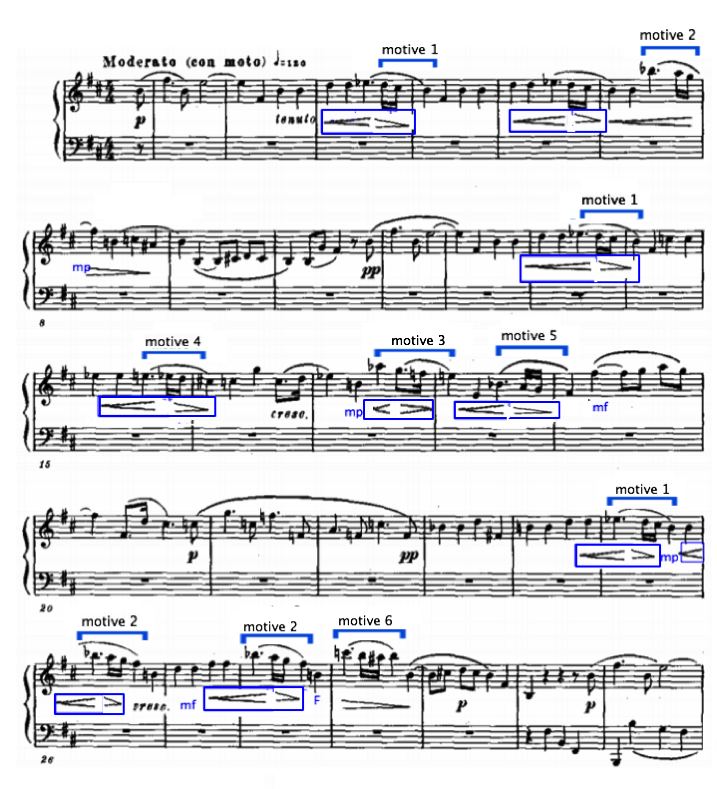 motive 1
motive 2
Moderato (con moto) ♩=120
p
tenuto
motive 1
mp
pp
8
motive 4
motive 3
motive 5
cresc.
mp
mf
15
motive 1
p
pp
mp
20
motive 2
motive 2
motive 6
cresc.
mf
F
p
p
26